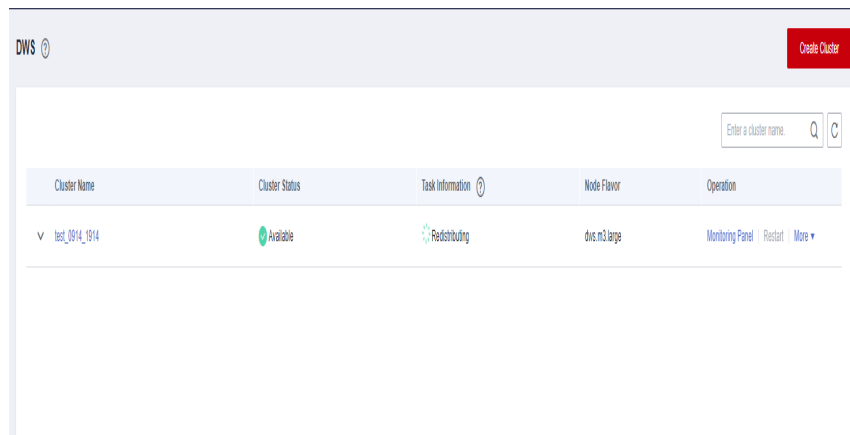 DWS ?
Create Cluster
Enter a cluster name.
Cluster Name Cluster Status Task Information ? Node Flavor Operation
test_0914_1914 Available Redistributing dws.m3.large Monitoring Panel | Restart | More